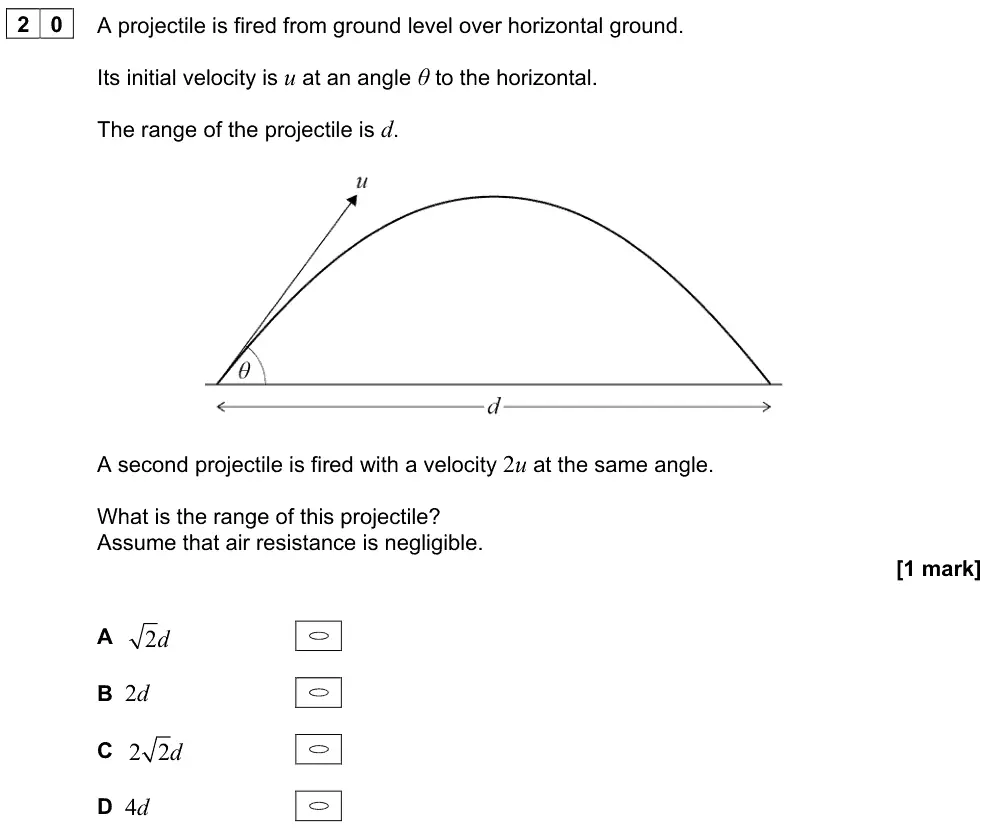 2 0 A projectile is fired from ground level over horizontal ground.
Its initial velocity is u at an angle θ to the horizontal.
The range of the projectile is d.
u
θ
d
A second projectile is fired with a velocity 2u at the same angle.
What is the range of this projectile?
Assume that air resistance is negligible.
[1 mark]
A √2d
B 2d
C 2√2d
D 4d